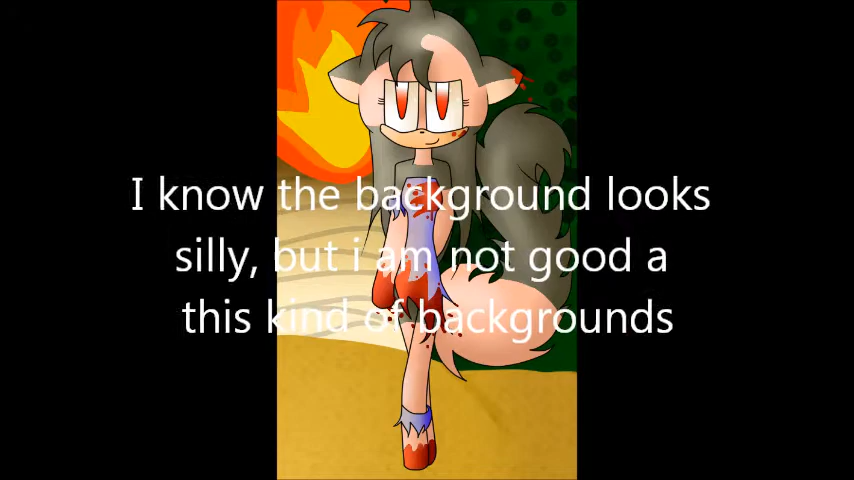 I know the background looks
silly, but i am not good a
this kind of backgrounds